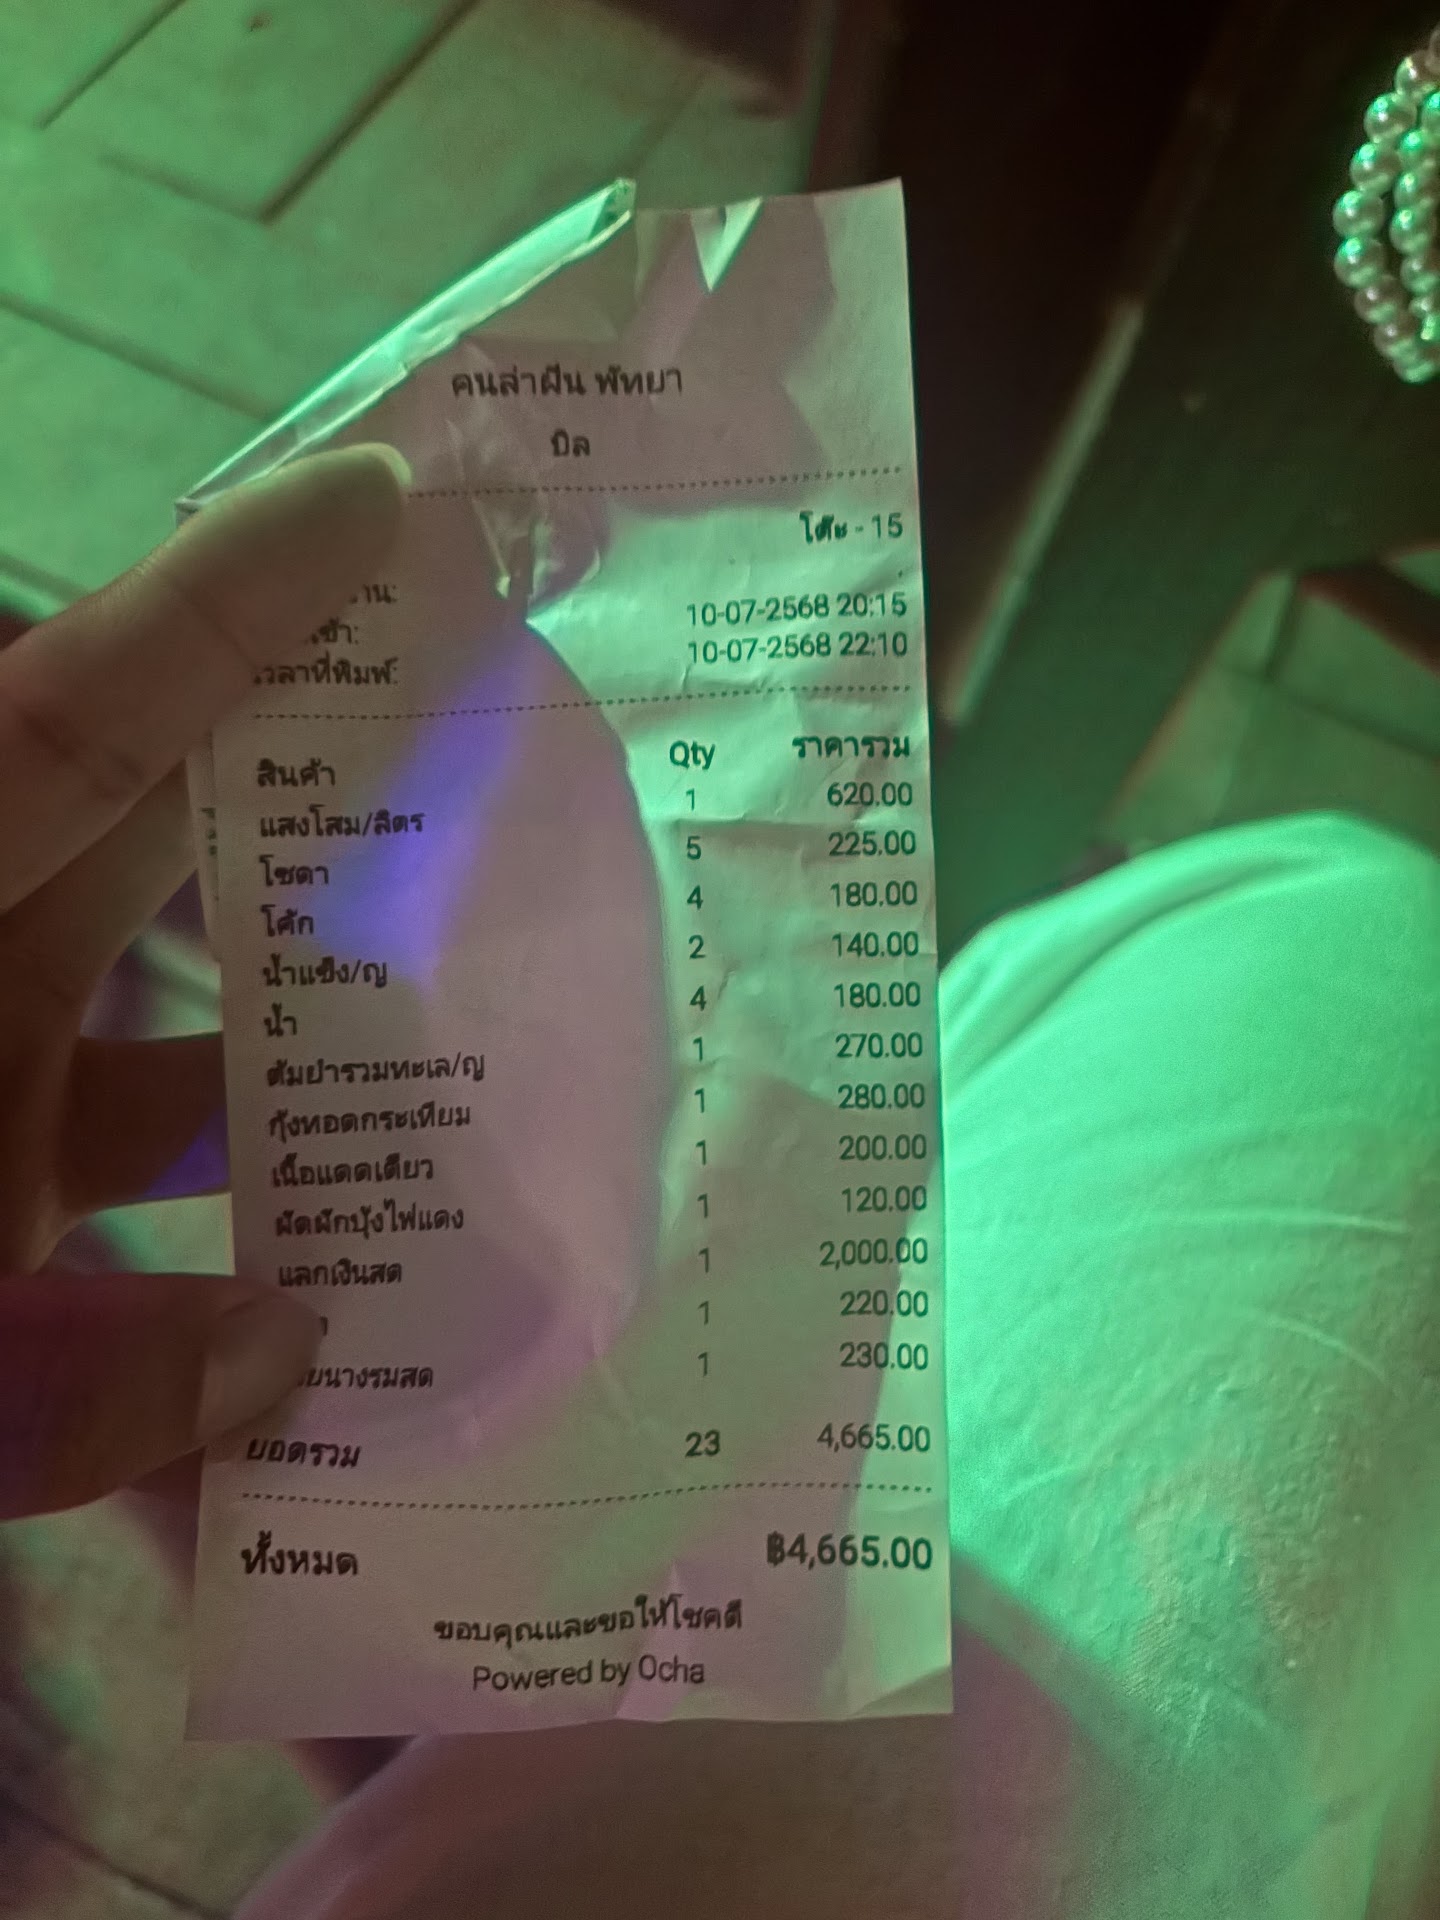 คนล่าฝัน พัทยา
บิล
โต๊ะ - 15
10-07-2568 20:15
เวลาที่พิมพ์: 10-07-2568 22:10
สินค้า Qty ราคารวม
แสงโสม/ลิตร 1 620.00
โซดา 5 225.00
โค้ก 4 180.00
น้ำแข็ง/ญ 2 140.00
น้ำ 4 180.00
ต้มยำรวมทะเล/ญ 1 270.00
กุ้งทอดกระเทียม 1 280.00
เนื้อแดดเดียว 1 200.00
ผัดผักบุ้งไฟแดง 1 120.00
แลกเงินสด 1 2,000.00
1 220.00
นางรมสด 1 230.00
ยอดรวม 23 4,665.00
ทั้งหมด ฿4,665.00
ขอบคุณและขอให้โชคดี
Powered by Ocha